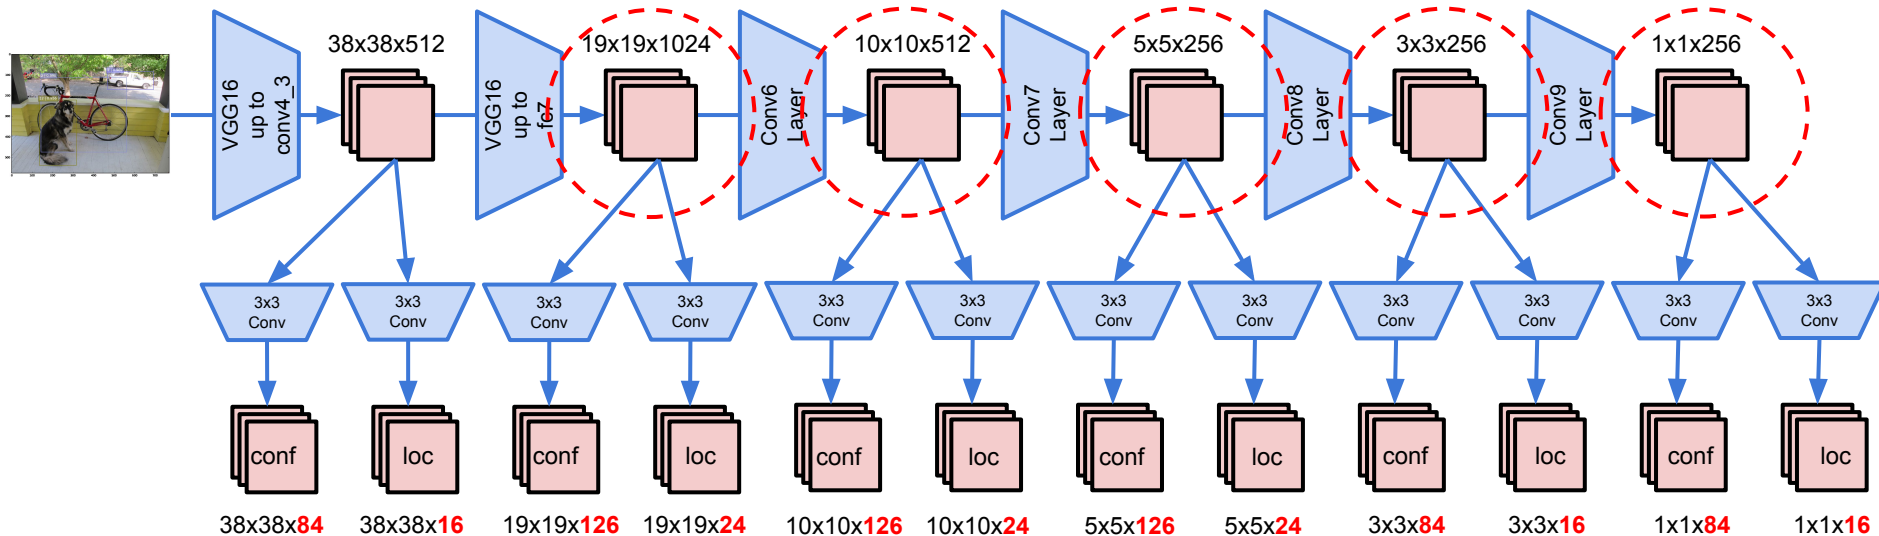 38x38x512
19x19x1024
10x10x512
5x5x256
3x3x256
1x1x256
VGG16
up to
conv4_3
VGG16
up to
fc7
Conv6
Layer
Conv7
Layer
Conv8
Layer
Conv9
Layer
3x3
Conv
3x3
Conv
3x3
Conv
3x3
Conv
3x3
Conv
3x3
Conv
3x3
Conv
3x3
Conv
3x3
Conv
3x3
Conv
3x3
Conv
3x3
Conv
conf
loc
conf
loc
conf
loc
conf
loc
conf
loc
conf
loc
38x38x84
38x38x16
19x19x126
19x19x24
10x10x126
10x10x24
5x5x126
5x5x24
3x3x84
3x3x16
1x1x84
1x1x16